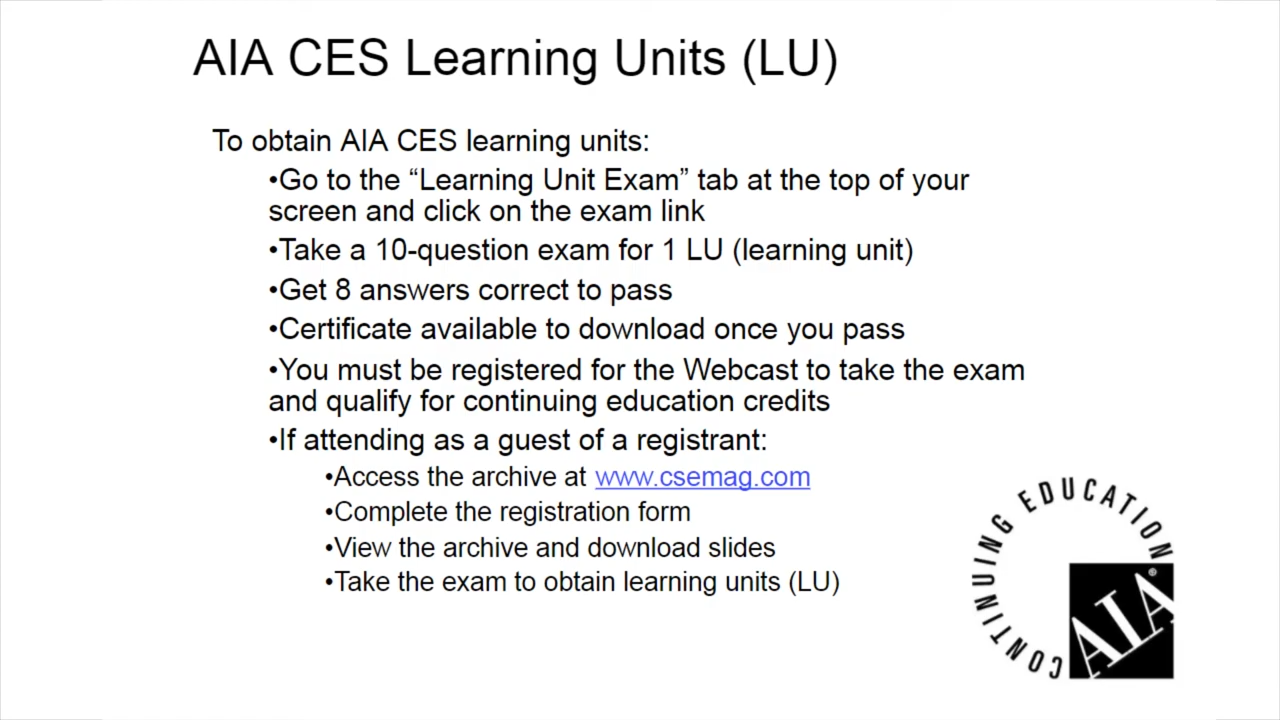 AIA CES Learning Units (LU)
To obtain AIA CES learning units:
•Go to the “Learning Unit Exam” tab at the top of your
screen and click on the exam link
•Take a 10-question exam for 1 LU (learning unit)
•Get 8 answers correct to pass
•Certificate available to download once you pass
•You must be registered for the Webcast to take the exam
and qualify for continuing education credits
•If attending as a guest of a registrant:
•Access the archive at www.csemag.com
•Complete the registration form
•View the archive and download slides
•Take the exam to obtain learning units (LU)
CONTINUING EDUCATION
AIA®